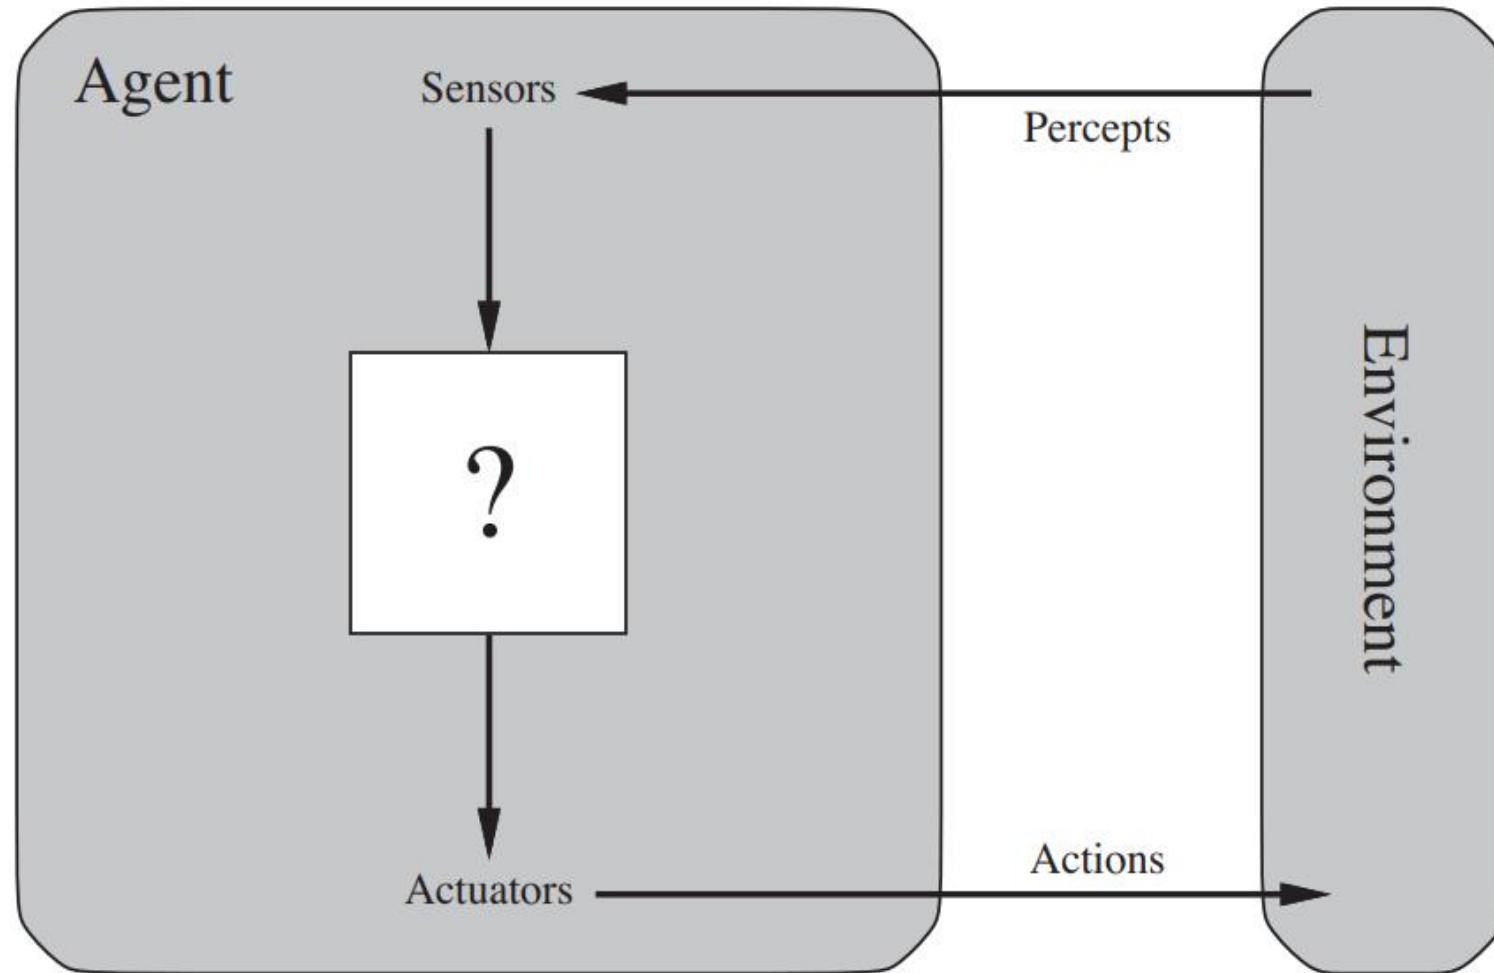 Agent
Sensors
Percepts
?
Environment
Actions
Actuators